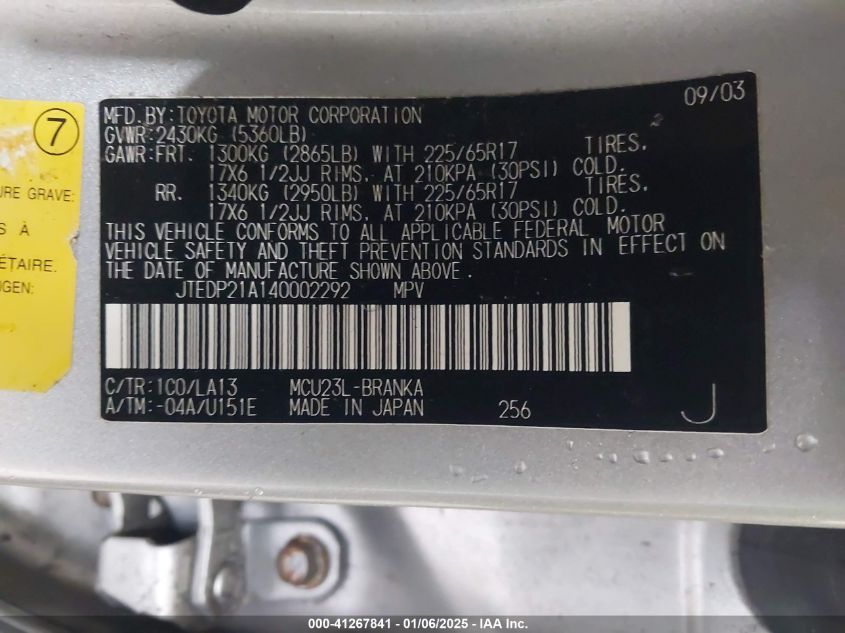 7
URE GRAVE:
S À
ÉTAIRE.
UGEN:
09/03
MFD.BY:TOYOTA MOTOR CORPORATION
GVWR:2430KG (5360LB)
GAWR:FRT. 1300KG (2865LB) WITH 225/65R17 TIRES,
17X6 1/2JJ RIMS, AT 210KPA (30PSI) COLD.
RR. 1340KG (2950LB) WITH 225/65R17 TIRES,
17X6 1/2JJ RIMS, AT 210KPA (30PSI) COLD.
THIS VEHICLE CONFORMS TO ALL APPLICABLE FEDERAL MOTOR
VEHICLE SAFETY AND THEFT PREVENTION STANDARDS IN EFFECT ON
THE DATE OF MANUFACTURE SHOWN ABOVE.
JTEDP21A140002292 MPV
C/TR:1C0/LA13 MCU23L-BRANKA
A/TM:-04A/U151E MADE IN JAPAN 256 J
000-41267841 - 01/06/2025 - IAA Inc.